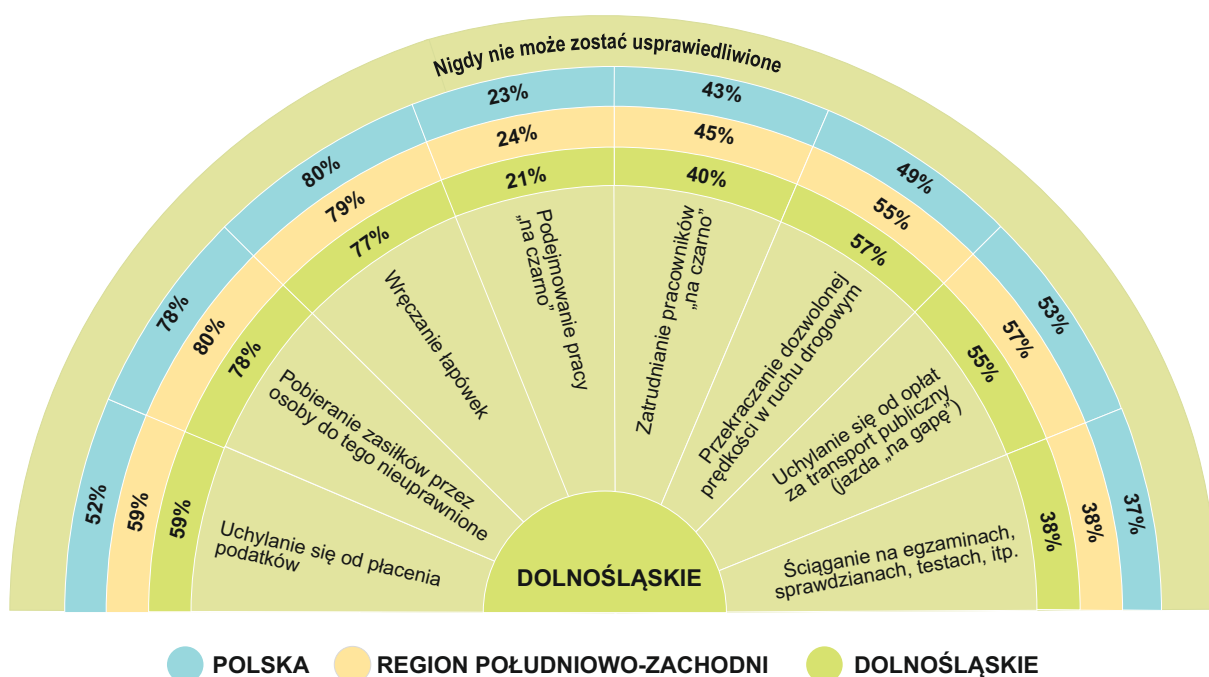 Nigdy nie może zostać usprawiedliwione
52%
78%
80%
23%
43%
49%
53%
37%
59%
80%
79%
24%
45%
55%
57%
38%
59%
78%
77%
21%
40%
57%
55%
38%
Uchylanie się od płacenia
podatków
Pobieranie zasiłków przez
osoby do tego nieuprawnione
Wręczanie łapówek
Podejmowanie pracy
„na czarno”
Zatrudnianie pracowników
„na czarno”
Przekraczanie dozwolonej
prędkości w ruchu drogowym
Uchylanie się od opłat
za transport publiczny
(jazda „na gapę”)
Ściąganie na egzaminach,
sprawdzianach, testach, itp.
DOLNOŚLĄSKIE
POLSKA
REGION POŁUDNIOWO-ZACHODNI
DOLNOŚLĄSKIE